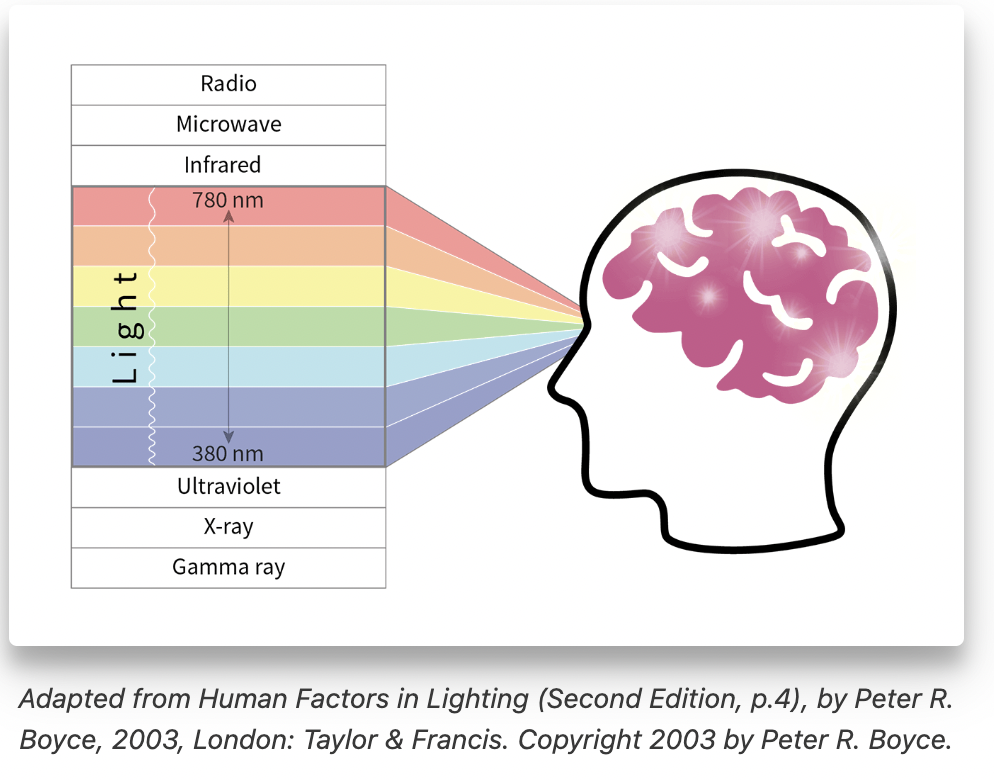 Radio
Microwave
Infrared
780 nm
Light
380 nm
Ultraviolet
X-ray
Gamma ray
Adapted from Human Factors in Lighting (Second Edition, p.4), by Peter R.
Boyce, 2003, London: Taylor & Francis. Copyright 2003 by Peter R. Boyce.